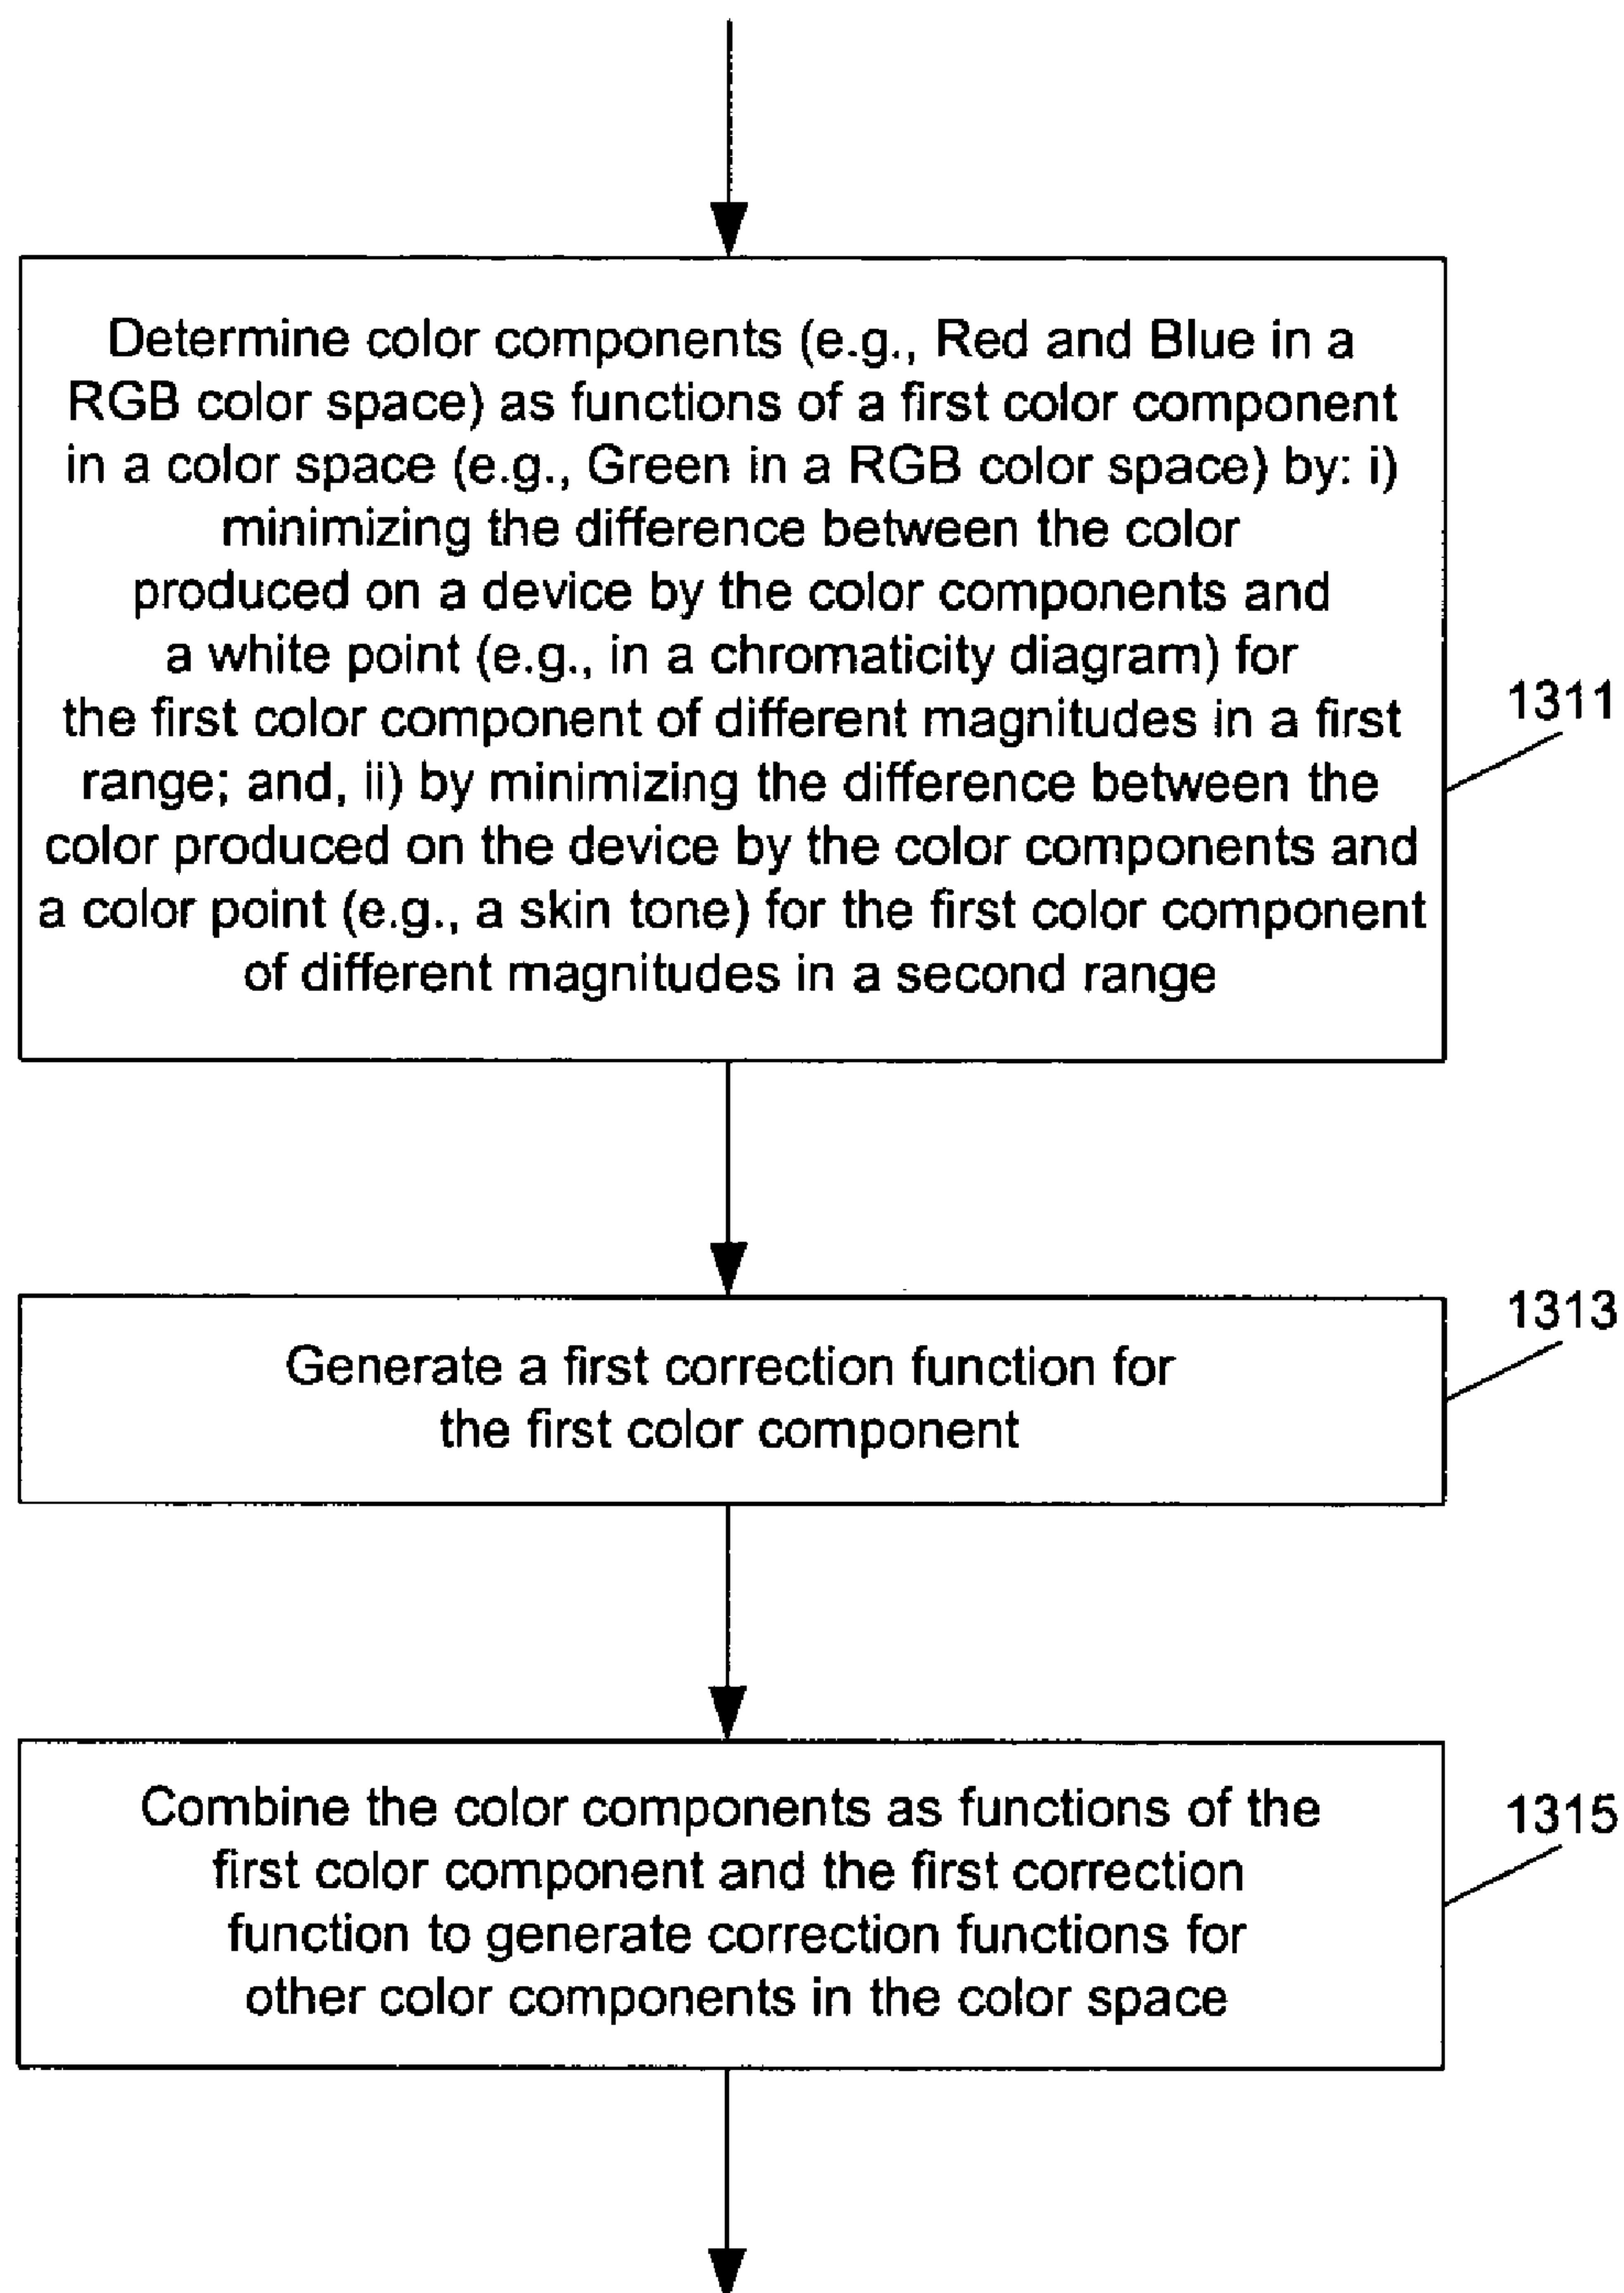 Determine color components (e.g., Red and Blue in a
RGB color space) as functions of a first color component
in a color space (e.g., Green in a RGB color space) by: i)
minimizing the difference between the color
produced on a device by the color components and
a white point (e.g., in a chromaticity diagram) for
the first color component of different magnitudes in a first
range; and, ii) by minimizing the difference between the
color produced on the device by the color components and
a color point (e.g., a skin tone) for the first color component
of different magnitudes in a second range
1311
Generate a first correction function for
the first color component
1313
Combine the color components as functions of the
first color component and the first correction
function to generate correction functions for
other color components in the color space
1315